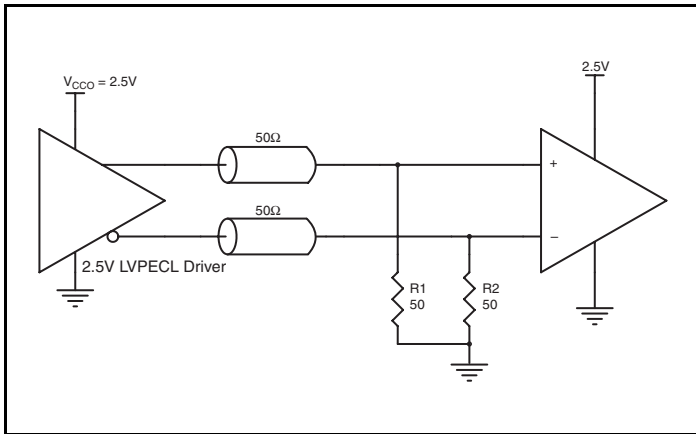 V_CCO = 2.5V
2.5V
50Ω
+
50Ω
−
2.5V LVPECL Driver
R1
50
R2
50